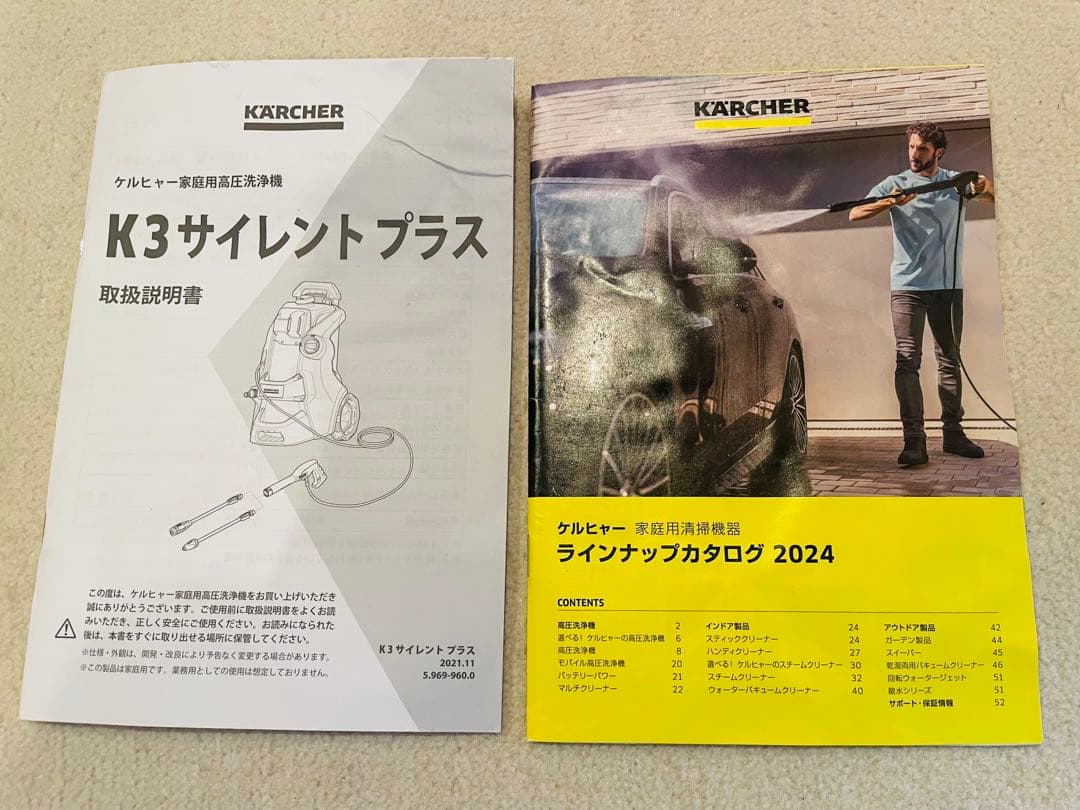 KÄRCHER
ケルヒャー家庭用高圧洗浄機
K3サイレント プラス
取扱説明書
この度は、ケルヒャー家庭用高圧洗浄機をお買い上げいただき
誠にありがとうございます。ご使用前に取扱説明書をよくお読
みいただき、正しく安全にご使用ください。お読みになられた
後は、本書をすぐに取り出せる場所に保管してください。
※仕様・外観は、開発・改良により予告なく変更する場合があります。
※この製品は家庭用です。業務用としての使用は想定しておりません。
K3 サイレント プラス
2021.11
5.969-960.0
KÄRCHER
ケルヒャー 家庭用清掃機器
ラインナップカタログ 2024
CONTENTS
高圧洗浄機 2
選べる！ケルヒャーの高圧洗浄機 6
高圧洗浄機 8
モバイル高圧洗浄機 20
バッテリーパワー 21
マルチクリーナー 22
インドア製品 24
スティッククリーナー 24
ハンディクリーナー 27
選べる！ケルヒャーのスチームクリーナー 30
スチームクリーナー 32
ウォーターバキュームクリーナー 40
アウトドア製品 42
ガーデン製品 44
スイーパー 45
乾湿両用バキュームクリーナー 46
回転ウォータージェット 51
散水シリーズ 51
サポート・保証情報 52